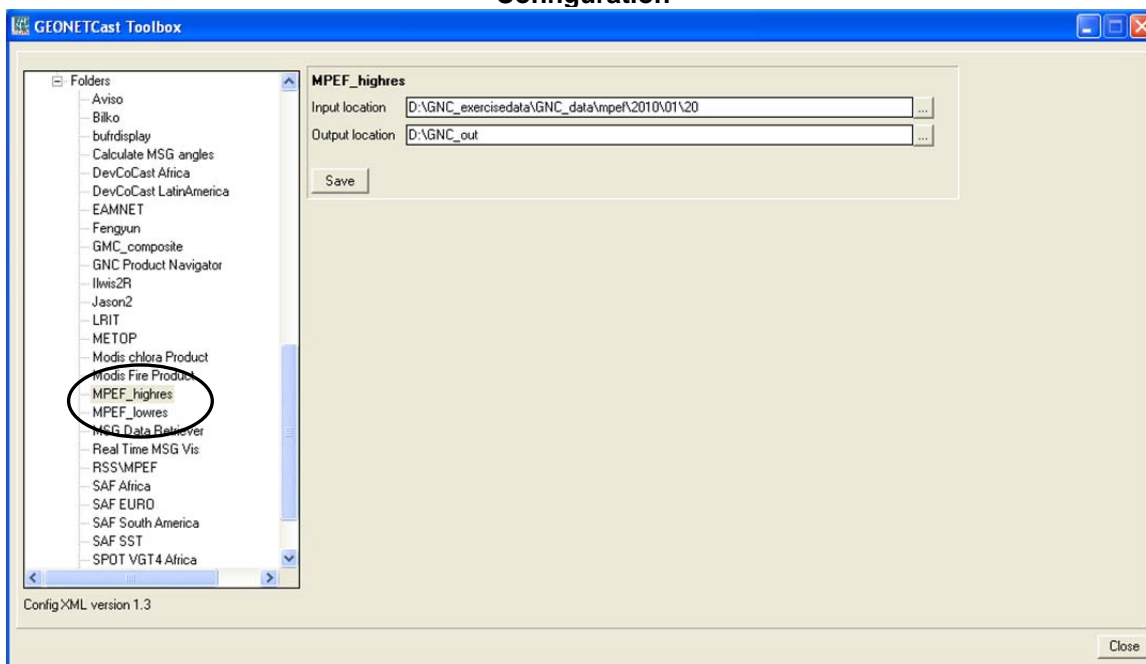 Configuration
GEONETCast Toolbox
Folders
Aviso
Bilko
bufrdisplay
Calculate MSG angles
DevCoCast Africa
DevCoCast LatinAmerica
EAMNET
Fengyun
GMC_composite
GNC Product Navigator
Ilwis2R
Jason2
LRIT
METOP
Modis chlora Product
Modis Fire Product
MPEF_highres
MPEF_lowres
MSG Data Retriever
Real Time MSG Vis
RSS\MPEF
SAF Africa
SAF EURO
SAF South America
SAF SST
SPOT VGT4 Africa
Config XML version 1.3
MPEF_highres
Input location D:\GNC_exercisedata\GNC_data\mpef\2010\01\20 ...
Output location D:\GNC_out ...
Save
Close